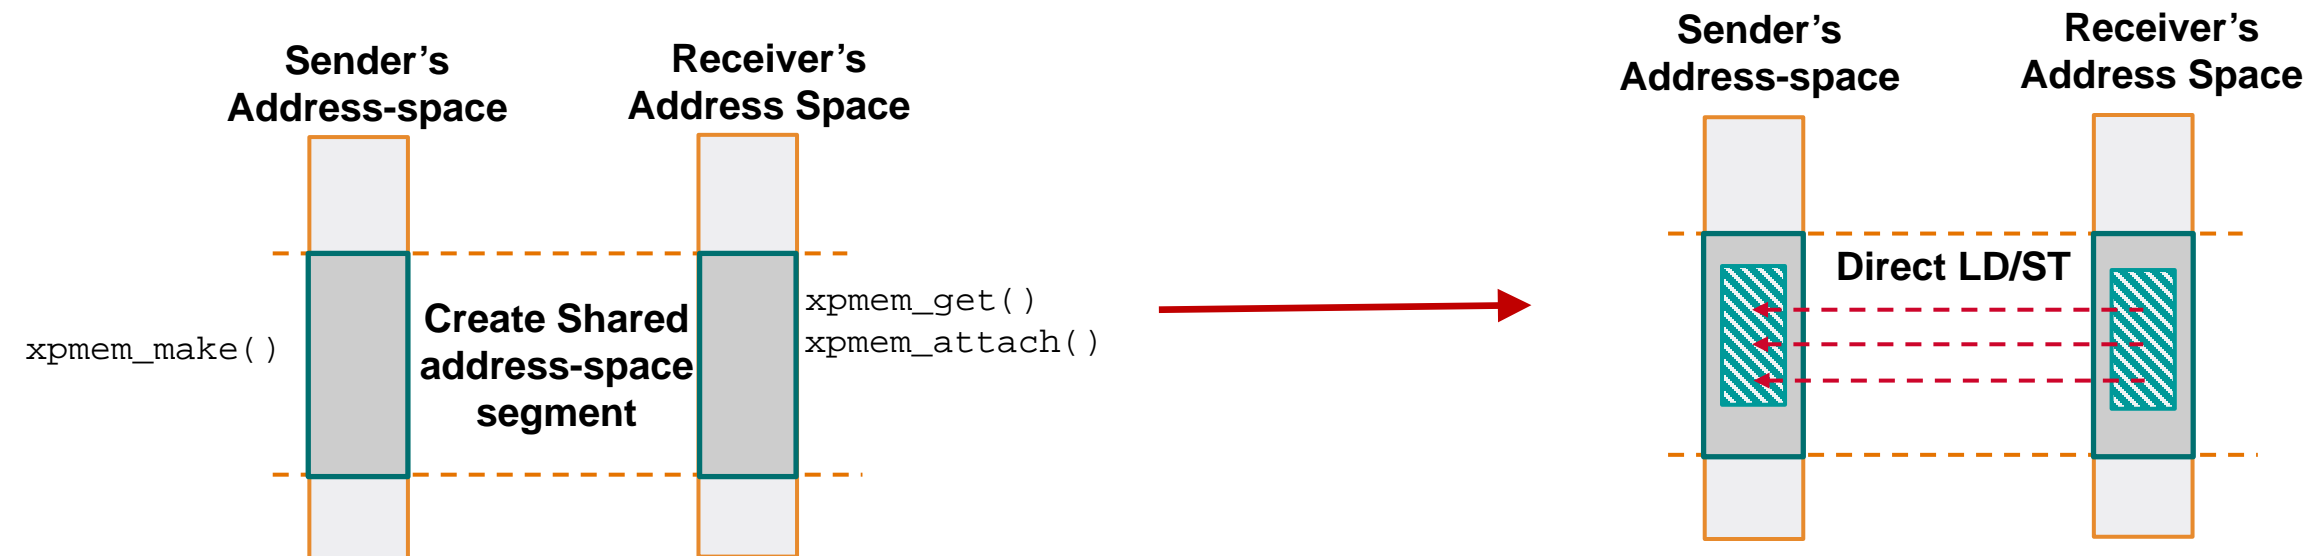 Sender’s
Address-space
Receiver’s
Address Space
xpmem_make()
Create Shared
address-space
segment
xpmem_get()
xpmem_attach()
Sender’s
Address-space
Receiver’s
Address Space
Direct LD/ST